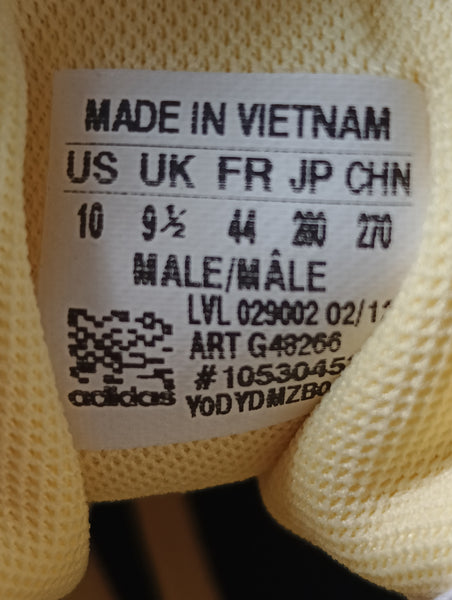 MADE IN VIETNAM
US UK FR JP CHN
10 9½ 44 280 270
MALE/MÂLE
LVL 029002 02/
ART G48266
adidas